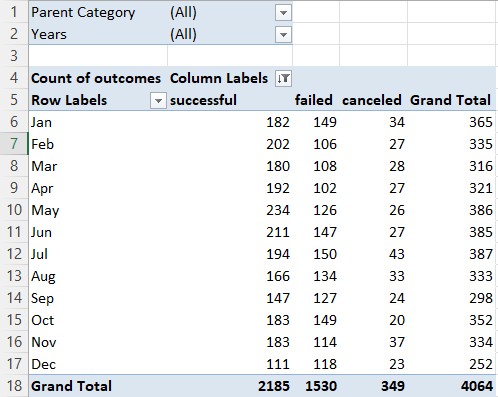 1 Parent Category (All)
2 Years (All)
3
4 Count of outcomes Column Labels
5 Row Labels successful failed canceled Grand Total
6 Jan 182 149 34 365
7 Feb 202 106 27 335
8 Mar 180 108 28 316
9 Apr 192 102 27 321
10 May 234 126 26 386
11 Jun 211 147 27 385
12 Jul 194 150 43 387
13 Aug 166 134 33 333
14 Sep 147 127 24 298
15 Oct 183 149 20 352
16 Nov 183 114 37 334
17 Dec 111 118 23 252
18 Grand Total 2185 1530 349 4064